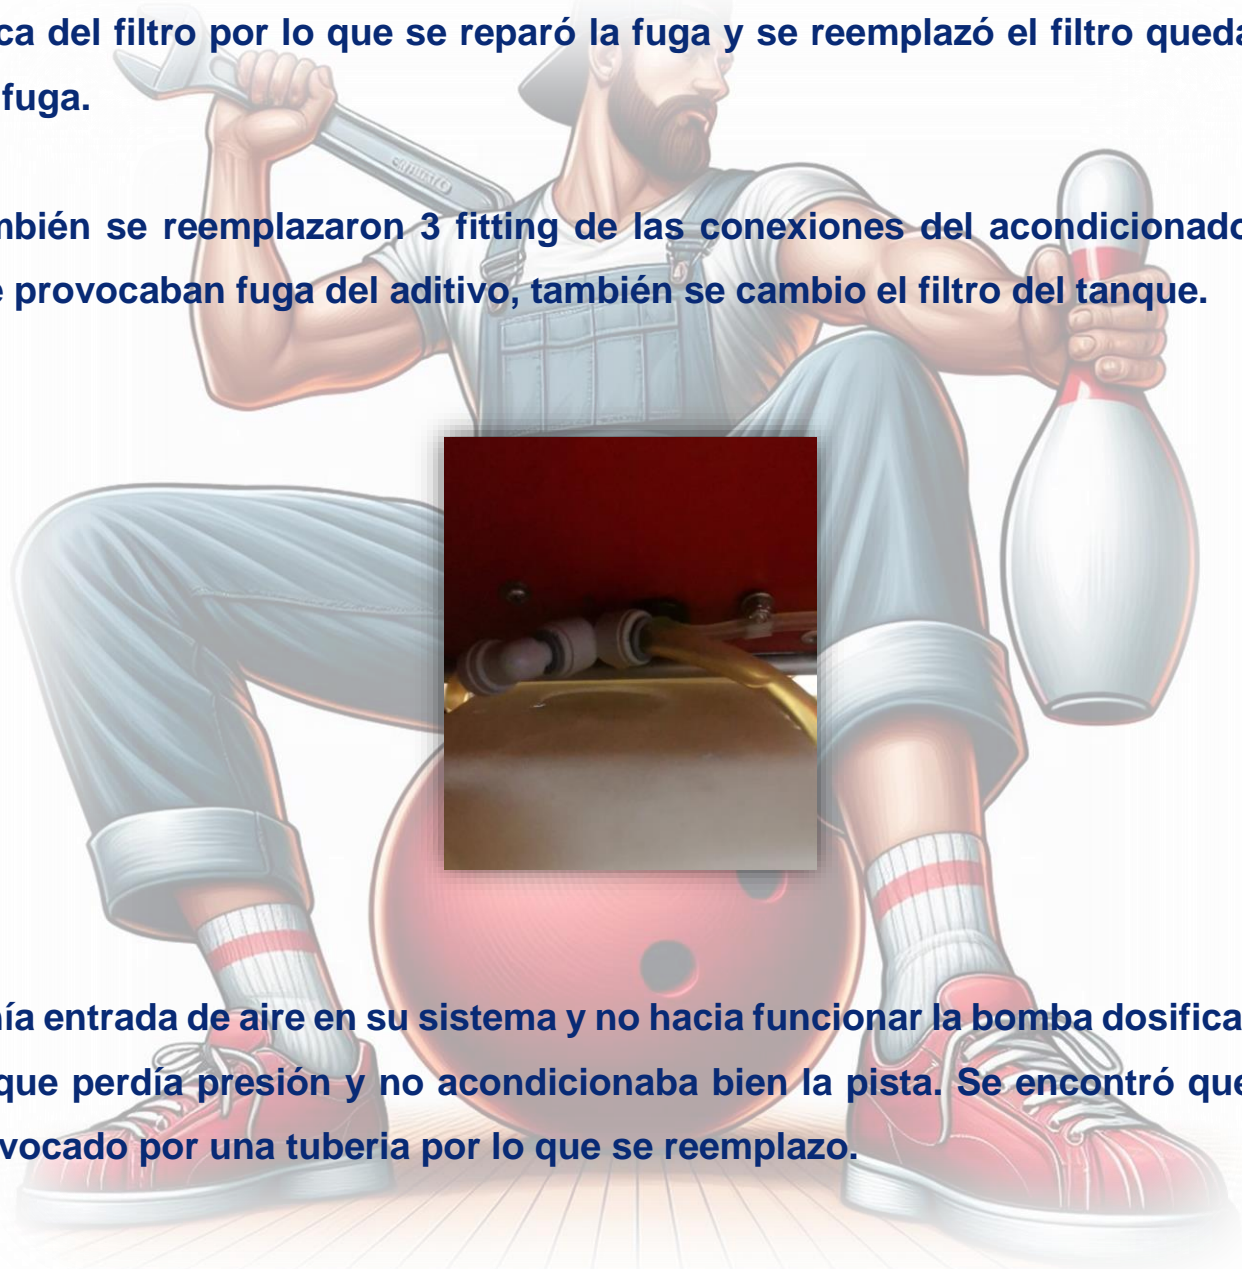 ca del filtro por lo que se reparó la fuga y se reemplazó el filtro queda
fuga.
mbién se reemplazaron 3 fitting de las conexiones del acondicionado
e provocaban fuga del aditivo, también se cambio el filtro del tanque.
nía entrada de aire en su sistema y no hacia funcionar la bomba dosifica
que perdía presión y no acondicionaba bien la pista. Se encontró que
vocado por una tuberia por lo que se reemplazo.